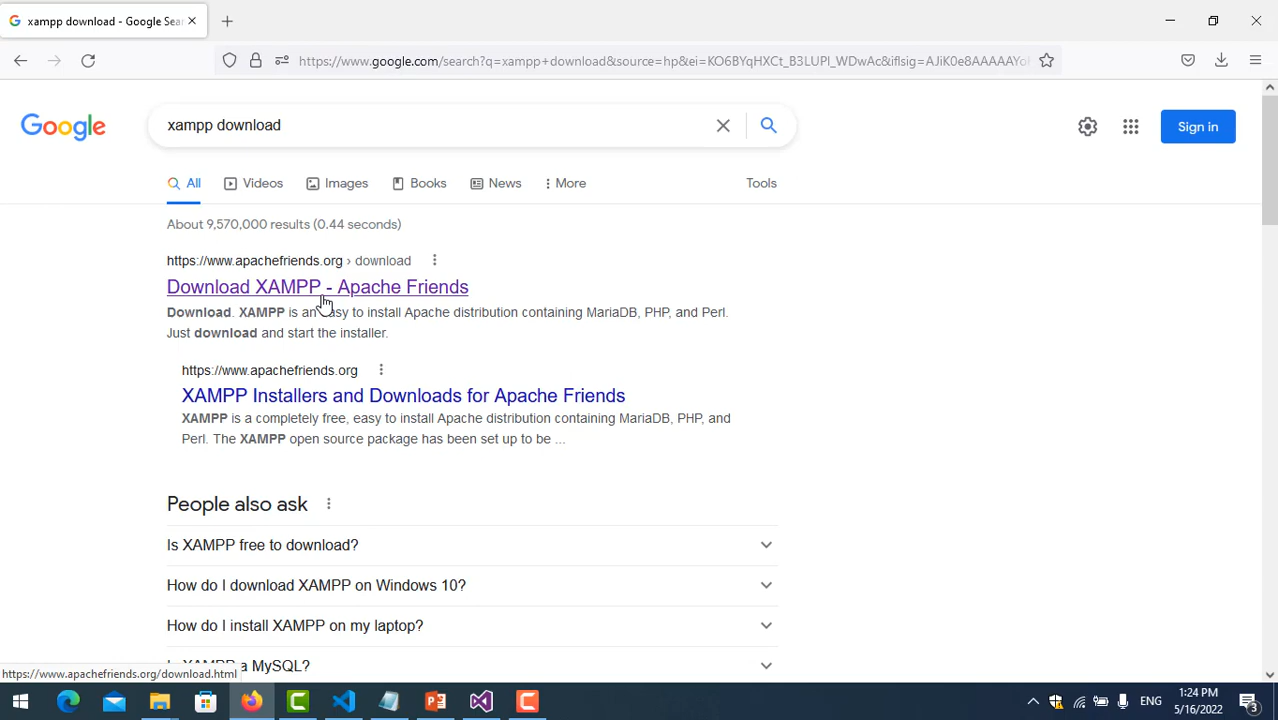 xampp download - Google Sear
https://www.google.com/search?q=xampp+download&source=hp&ei=KO6BYqHXCt_B3LUPl_WDwAc&iflsig=AJiK0e8AAAAAYo
Google
xampp download
Sign in
All
Videos
Images
Books
News
More
Tools
About 9,570,000 results (0.44 seconds)
https://www.apachefriends.org › download
Download XAMPP - Apache Friends
Download. XAMPP is an easy to install Apache distribution containing MariaDB, PHP, and Perl.
Just download and start the installer.
https://www.apachefriends.org
XAMPP Installers and Downloads for Apache Friends
XAMPP is a completely free, easy to install Apache distribution containing MariaDB, PHP, and
Perl. The XAMPP open source package has been set up to be ...
People also ask
Is XAMPP free to download?
How do I download XAMPP on Windows 10?
How do I install XAMPP on my laptop?
Is XAMPP a MySQL?
https://www.apachefriends.org/download.html
ENG
1:24 PM
5/16/2022
3